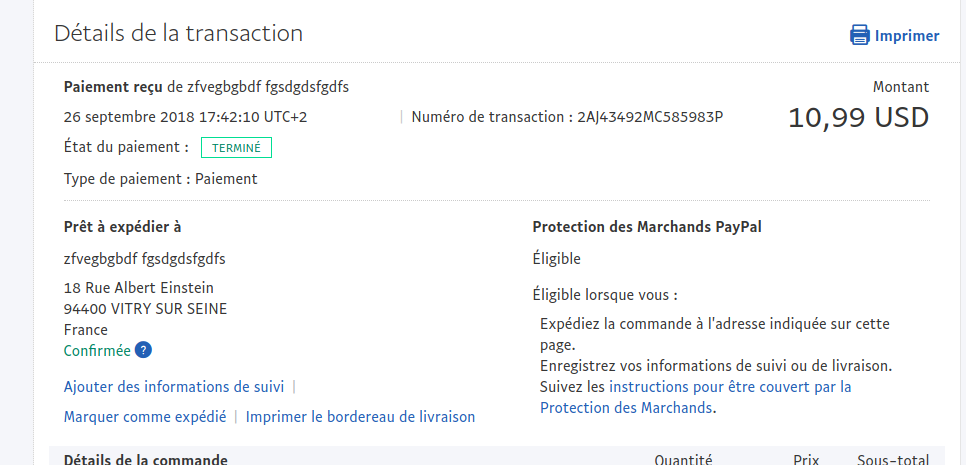 Détails de la transaction
Imprimer
Paiement reçu de zfvegbgbdf fgsdgdsfgdfs
Montant
26 septembre 2018 17:42:10 UTC+2 | Numéro de transaction : 2AJ43492MC585983P
10,99 USD
État du paiement : TERMINÉ
Type de paiement : Paiement
Prêt à expédier à
zfvegbgbdf fgsdgdsfgdfs
18 Rue Albert Einstein
94400 VITRY SUR SEINE
France
Confirmée ?
Ajouter des informations de suivi |
Marquer comme expédié | Imprimer le bordereau de livraison
Protection des Marchands PayPal
Éligible
Éligible lorsque vous :
Expédiez la commande à l'adresse indiquée sur cette
page.
Enregistrez vos informations de suivi ou de livraison.
Suivez les instructions pour être couvert par la
Protection des Marchands.
Détails de la commande Quantité Prix Sous-total